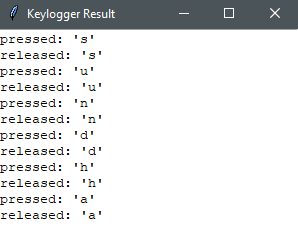 Keylogger Result
pressed: 's'
released: 's'
pressed: 'u'
released: 'u'
pressed: 'n'
released: 'n'
pressed: 'd'
released: 'd'
pressed: 'h'
released: 'h'
pressed: 'a'
released: 'a'